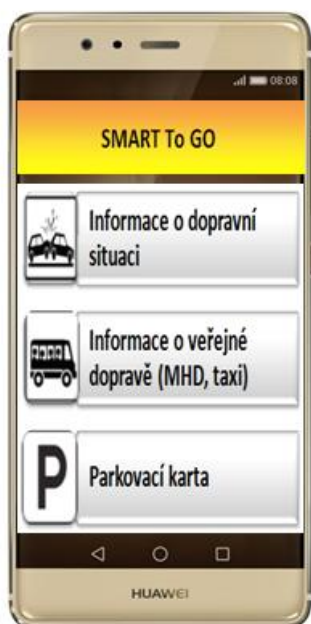 08:08
SMART To GO
Informace o dopravní
situaci
Informace o veřejné
dopravě (MHD, taxi)
P
Parkovací karta
HUAWEI